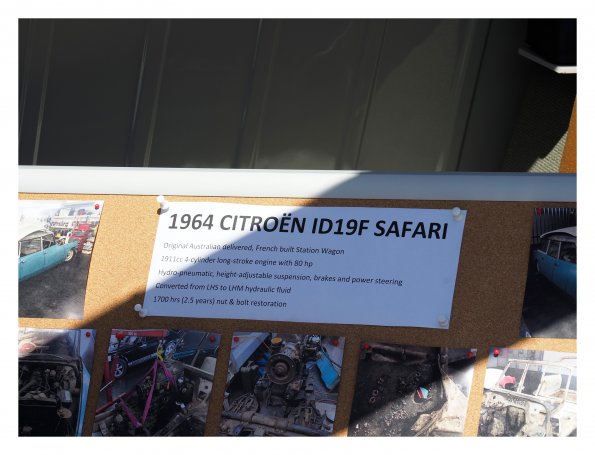 1964 CITROËN ID19F SAFARI
Original Australian delivered, French built Station Wagon
1911cc 4-cylinder long-stroke engine with 80 hp
Hydro-pneumatic, height-adjustable suspension, brakes and power steering
Converted from LHS to LHM hydraulic fluid
1700 hrs (2.5 years) nut & bolt restoration